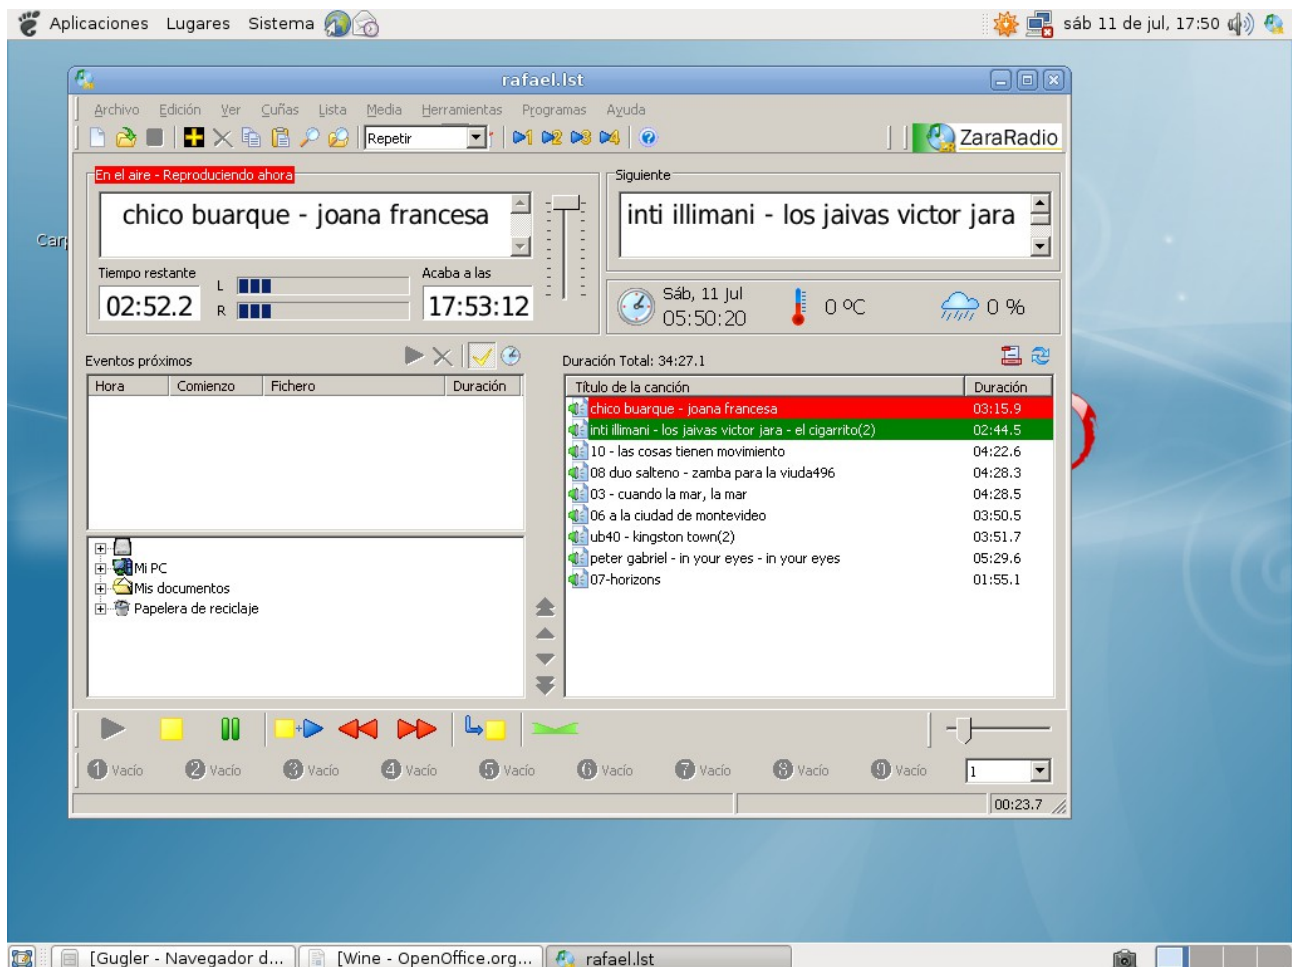 Aplicaciones Lugares Sistema sáb 11 de jul, 17:50
rafael.lst
Archivo Edición Ver Cuñas Lista Media Herramientas Programas Ayuda
Repetir 1 2 3 4 ZaraRadio
En el aire - Reproduciendo ahora
chico buarque - joana francesa
Siguiente
inti illimani - los jaivas victor jara
Tiempo restante
02:52.2
L
R
Acaba a las
17:53:12
Sáb, 11 Jul
05:50:20
0 ºC
0 %
Eventos próximos
Hora Comienzo Fichero Duración
Mi PC
Mis documentos
Papelera de reciclaje
Duración Total: 34:27.1
Título de la canción Duración
chico buarque - joana francesa 03:15.9
inti illimani - los jaivas victor jara - el cigarrito(2) 02:44.5
10 - las cosas tienen movimiento 04:22.6
08 duo salteno - zamba para la viuda496 04:28.3
03 - cuando la mar, la mar 04:28.5
06 a la ciudad de montevideo 03:50.5
ub40 - kingston town(2) 03:51.7
peter gabriel - in your eyes - in your eyes 05:29.6
07-horizons 01:55.1
1 Vacío 2 Vacío 3 Vacío 4 Vacío 5 Vacío 6 Vacío 7 Vacío 8 Vacío 9 Vacío 1
00:23.7
[Gugler - Navegador d... [Wine - OpenOffice.org... rafael.lst